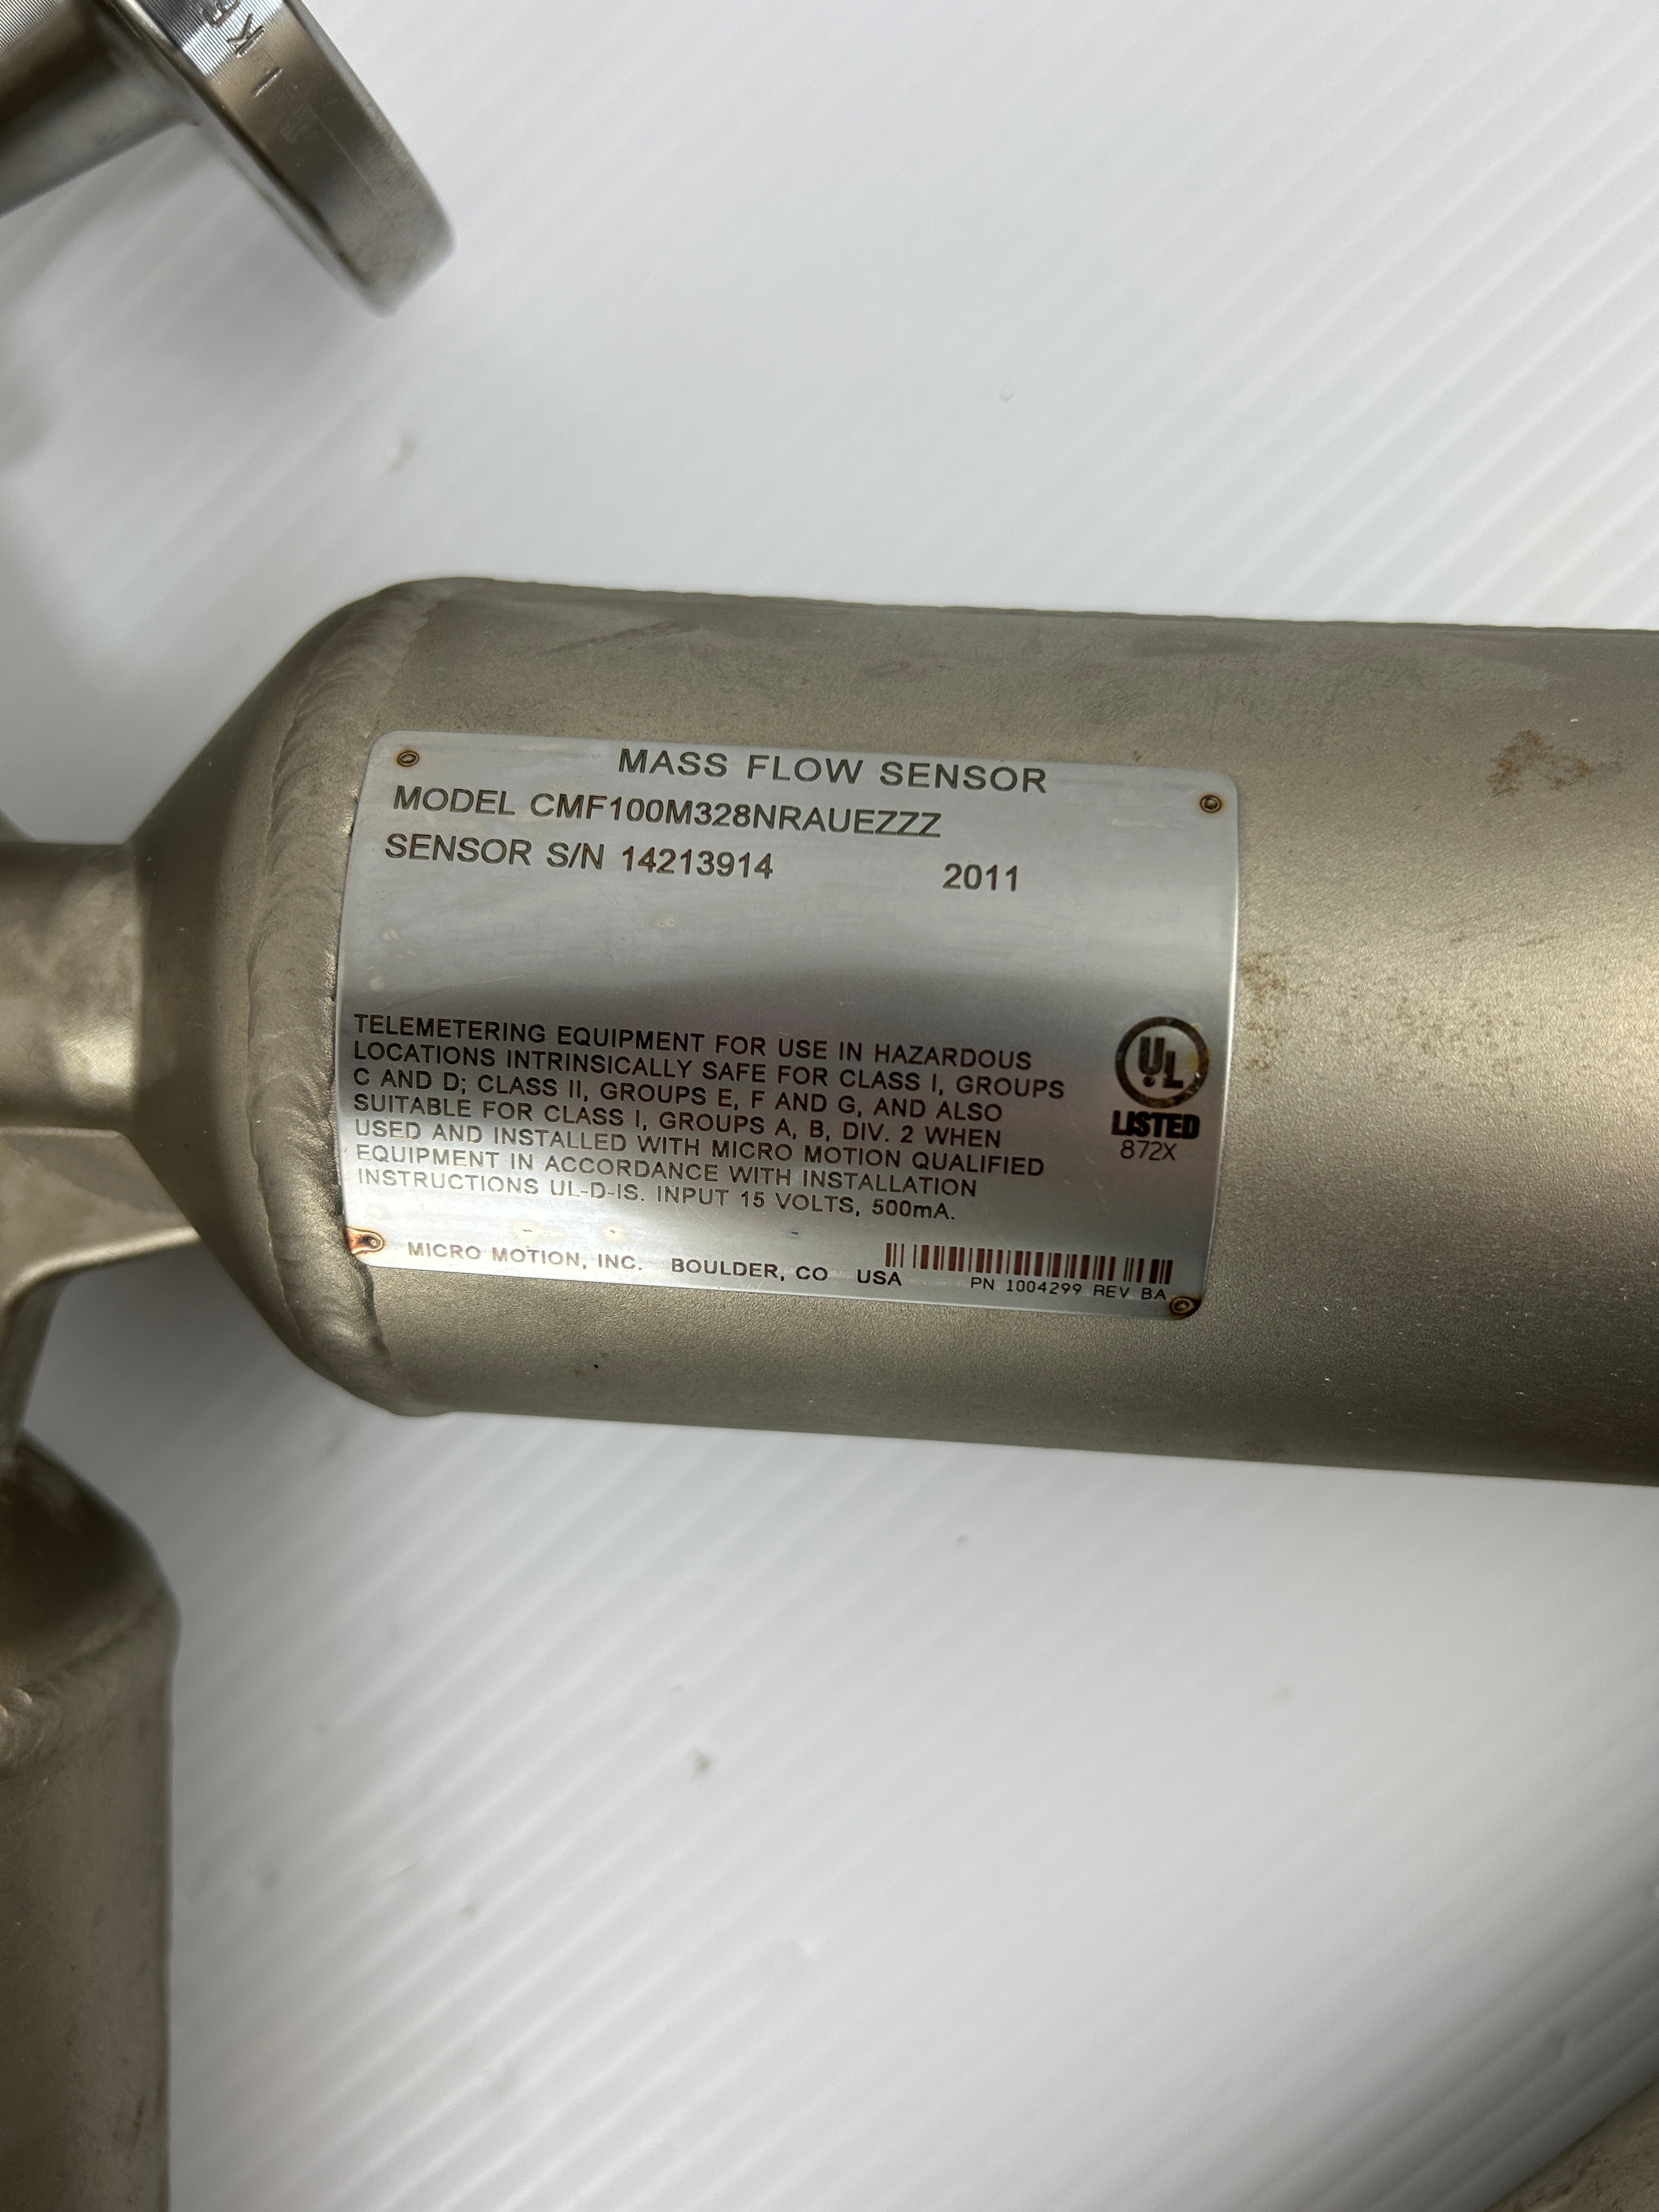 MASS FLOW SENSOR
MODEL CMF100M328NRAUEZZZ
SENSOR S/N 14213914 2011
TELEMETERING EQUIPMENT FOR USE IN HAZARDOUS
LOCATIONS INTRINSICALLY SAFE FOR CLASS I, GROUPS
C AND D; CLASS II, GROUPS E, F AND G, AND ALSO
SUITABLE FOR CLASS I, GROUPS A, B, DIV. 2 WHEN
USED AND INSTALLED WITH MICRO MOTION QUALIFIED
EQUIPMENT IN ACCORDANCE WITH INSTALLATION
INSTRUCTIONS UL-D-IS. INPUT 15 VOLTS, 500mA.
UL
LISTED
872X
MICRO MOTION, INC. BOULDER, CO USA
PN 1004299 REV BA